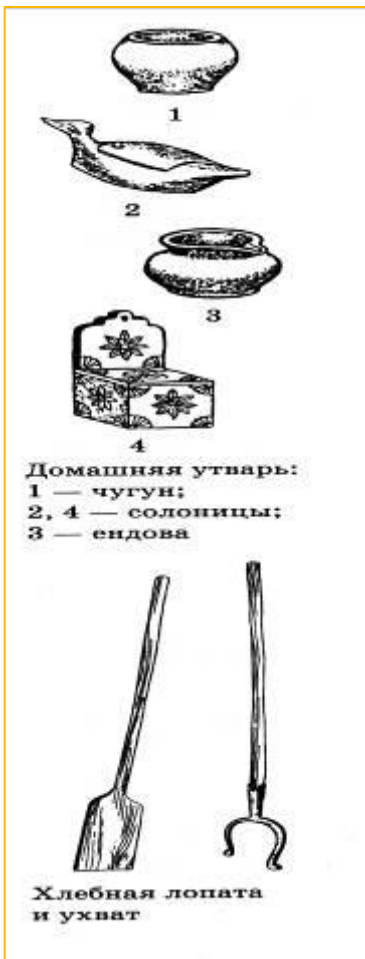 1
2
3
4
Домашняя утварь:
1 — чугун;
2, 4 — солоницы;
3 — ендова
Хлебная лопата
и ухват